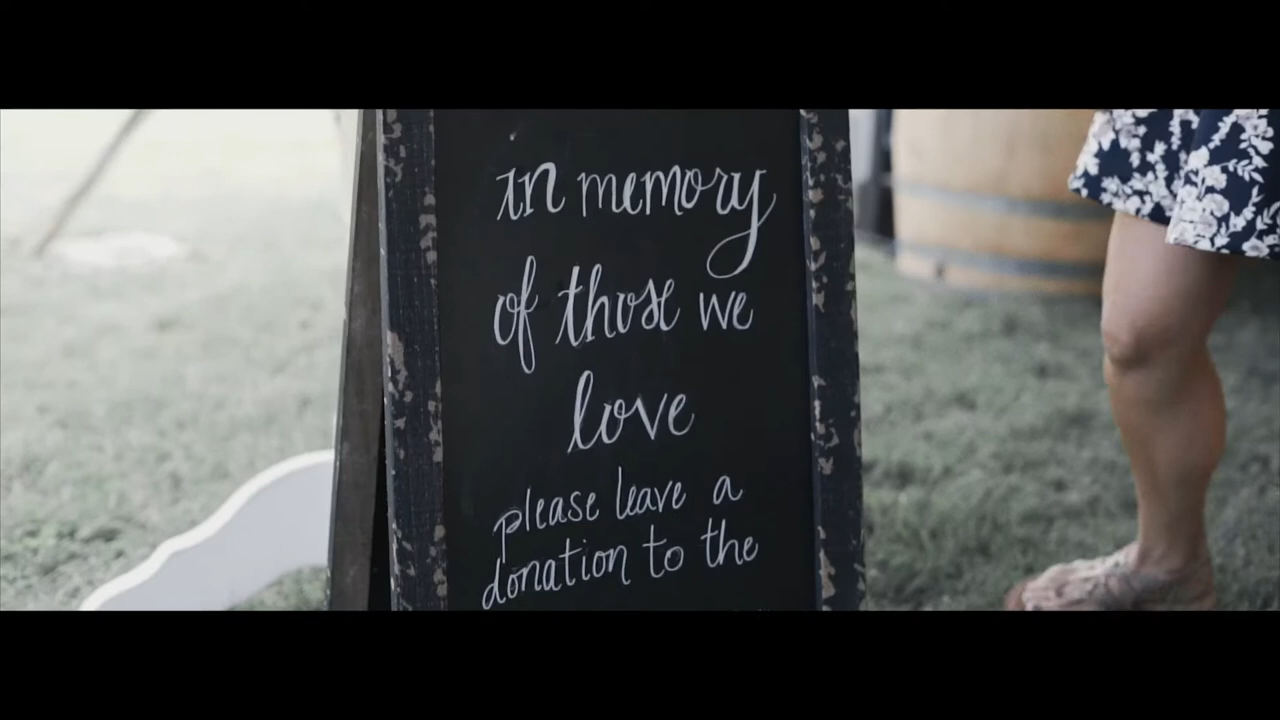 in memory
of those we
love
please leave a
donation to the